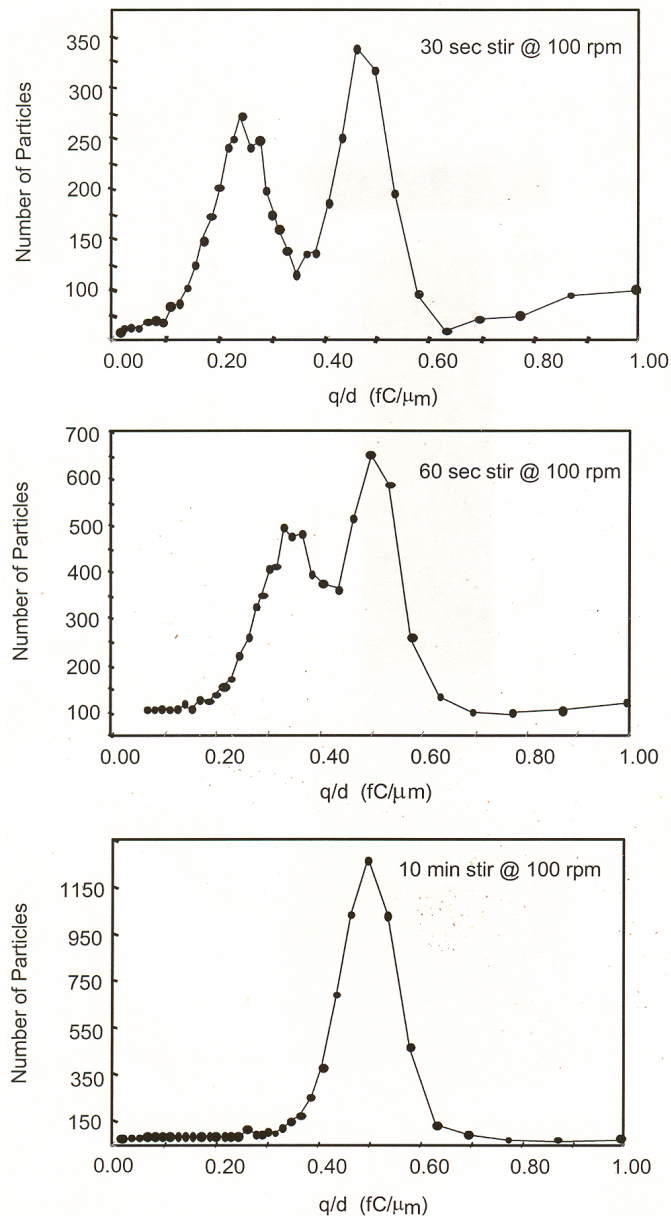 30 sec stir @ 100 rpm
Number of Particles
350
300
250
200
150
100
0.00 0.20 0.40 0.60 0.80 1.00
q/d (fC/μm)
60 sec stir @ 100 rpm
Number of Particles
700
600
500
400
300
200
100
0.00 0.20 0.40 0.60 0.80 1.00
q/d (fC/μm)
10 min stir @ 100 rpm
Number of Particles
1150
950
750
550
350
150
0.00 0.20 0.40 0.60 0.80 1.00
q/d (fC/μm)